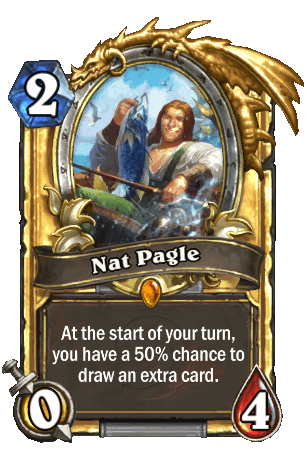 2
Nat Pagle
At the start of your turn,
you have a 50% chance to
draw an extra card.
0
4